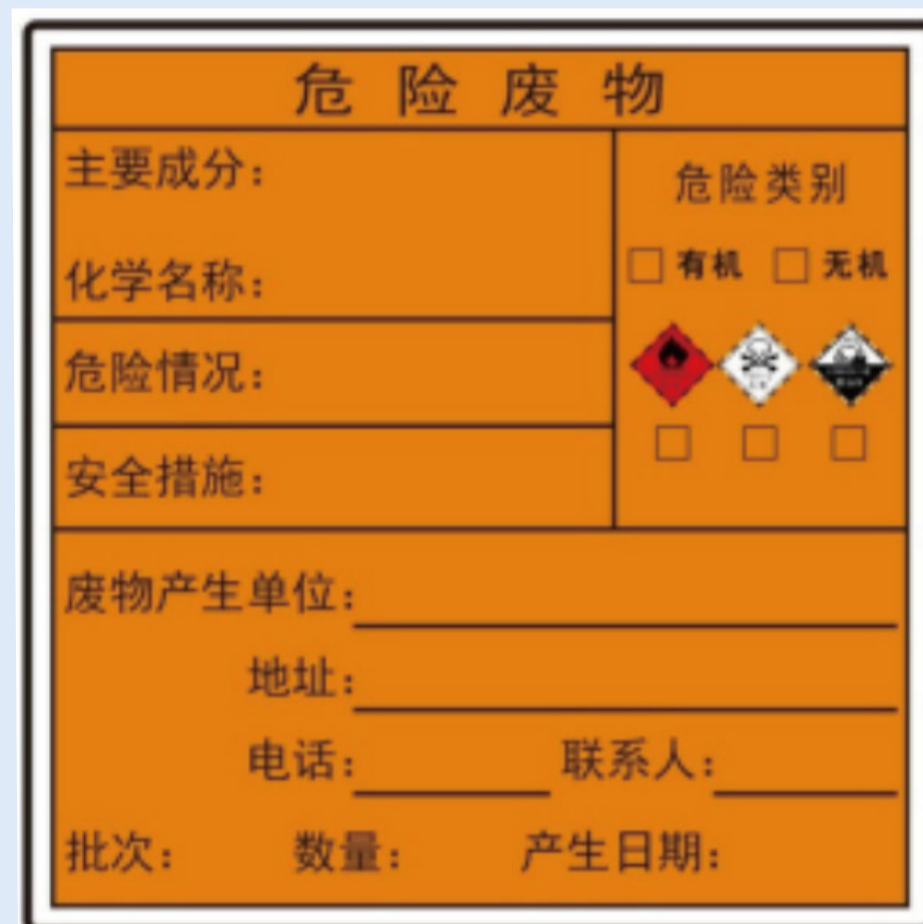 危险废物
主要成分：
化学名称：
危险情况：
安全措施：
危险类别
□ 有机 □ 无机
废物产生单位：
地址：
电话： 联系人：
批次： 数量： 产生日期：